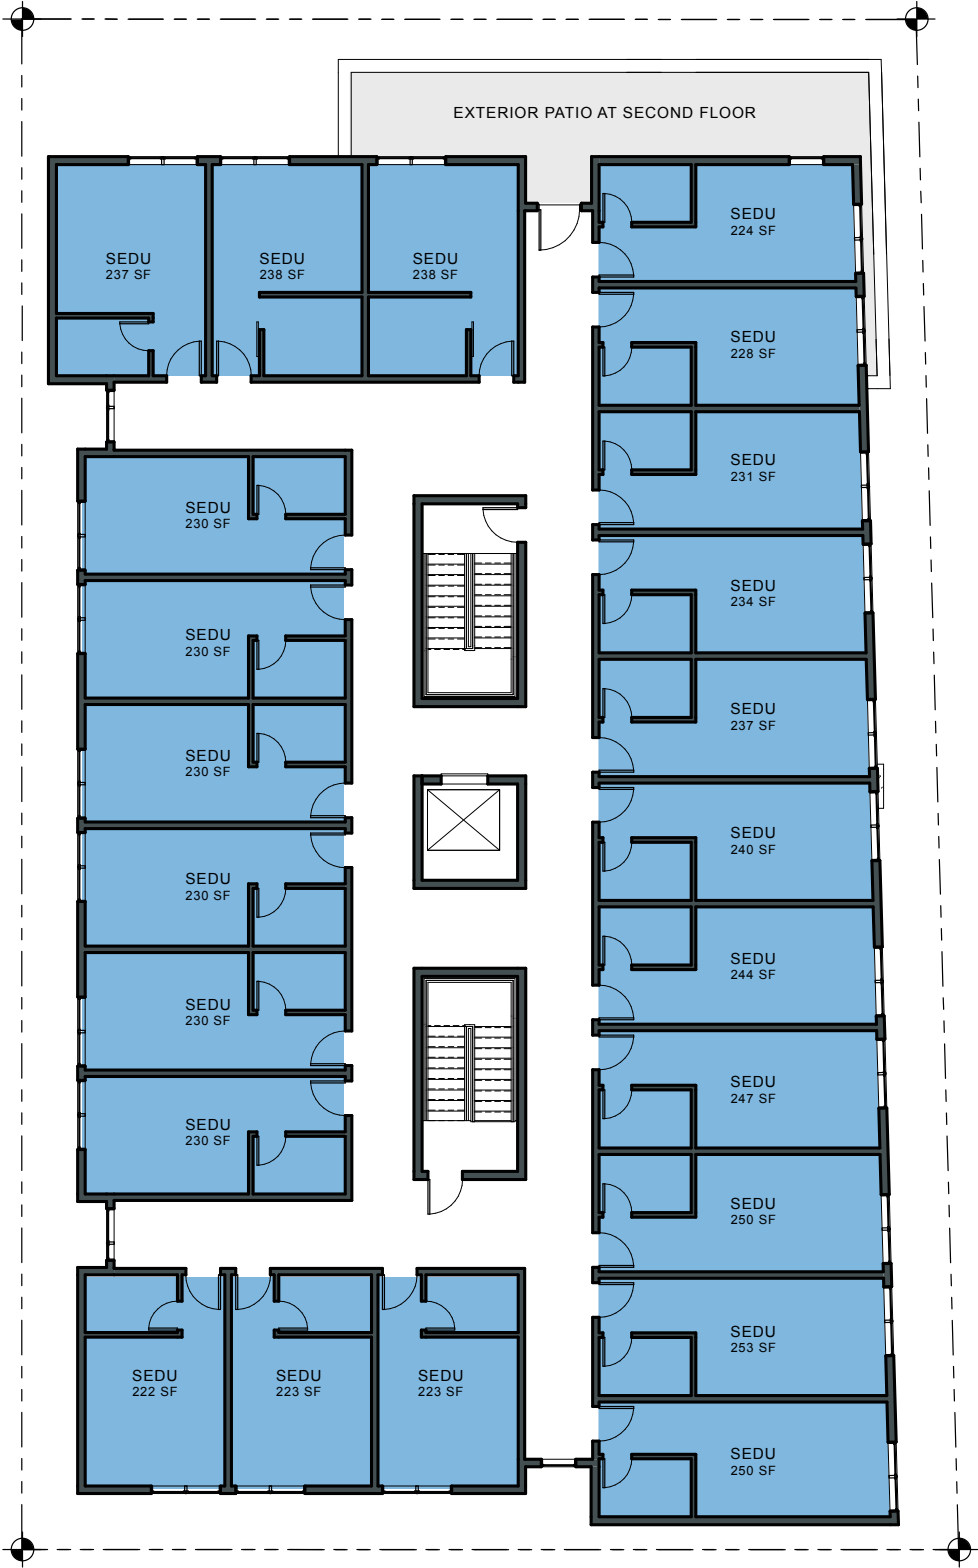 EXTERIOR PATIO AT SECOND FLOOR
SEDU
237 SF
SEDU
238 SF
SEDU
238 SF
SEDU
224 SF
SEDU
228 SF
SEDU
231 SF
SEDU
234 SF
SEDU
237 SF
SEDU
240 SF
SEDU
244 SF
SEDU
247 SF
SEDU
250 SF
SEDU
253 SF
SEDU
250 SF
SEDU
230 SF
SEDU
230 SF
SEDU
230 SF
SEDU
230 SF
SEDU
230 SF
SEDU
230 SF
SEDU
222 SF
SEDU
223 SF
SEDU
223 SF